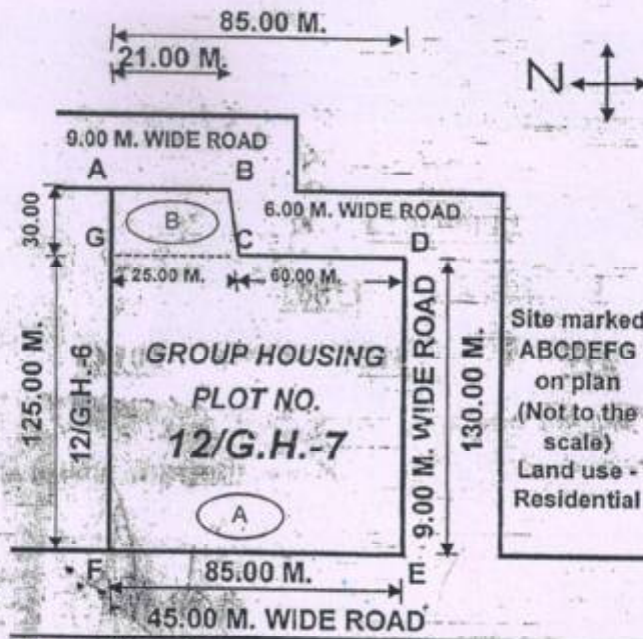 85.00 M.
21.00 M.
N
9.00 M. WIDE ROAD
A
B
6.00 M. WIDE ROAD
30.00
B
G
C
D
25.00 M.
60.00 M.
125.00 M.
12/G.H.-6
GROUP HOUSING
PLOT NO.
12/G.H.-7
A
9.00 M. WIDE ROAD
130.00 M.
Site marked
ABCDEFG
on plan
(Not to the
scale)
Land use -
Residential
F
85.00 M.
E
45.00 M. WIDE ROAD